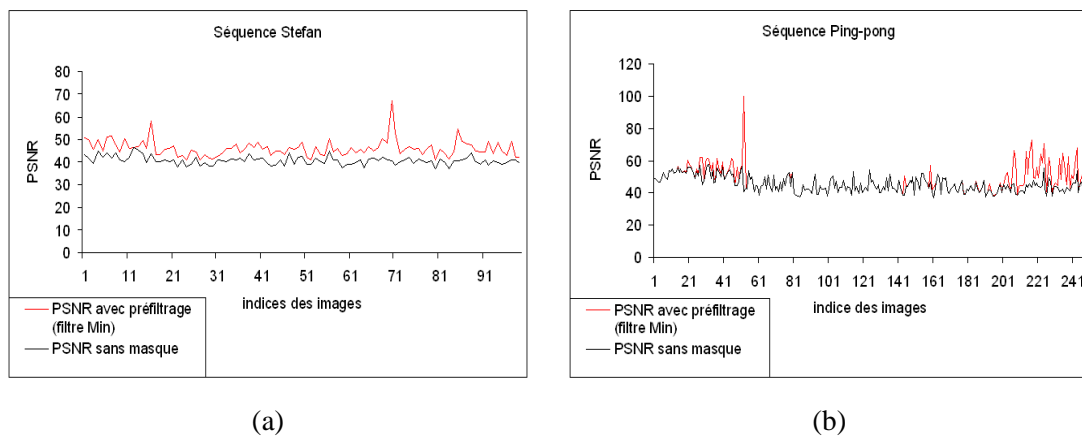 Séquence Stefan
PSNR
80
70
60
50
40
30
20
10
0
1 11 21 31 41 51 61 71 81 91
indices des images
PSNR avec préfiltrage
(filtre Min)
PSNR sans masque
(a)
Séquence Ping-pong
PSNR
120
100
80
60
40
20
0
1 21 41 61 81 101 121 141 161 181 201 221 241
indice des images
PSNR avec préfiltrage
(filtre Min)
PSNR sans masque
(b)